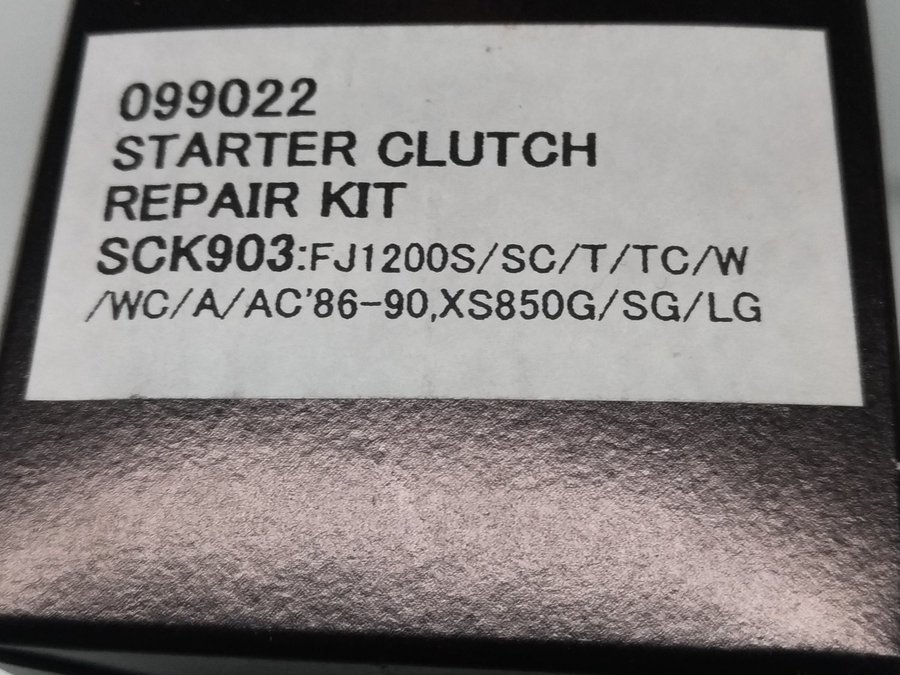 099022
STARTER CLUTCH
REPAIR KIT
SCK903:FJ1200S/SC/T/TC/W
/WC/A/AC'86-90,XS850G/SG/LG